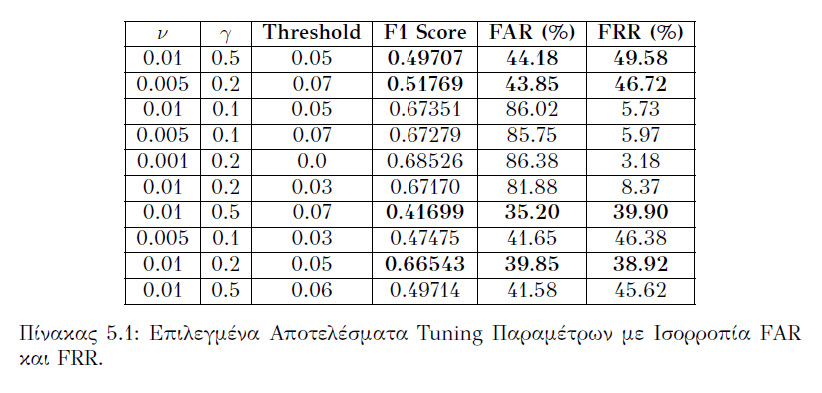 ν γ Threshold F1 Score FAR (%) FRR (%)
0.01 0.5 0.05 0.49707 44.18 49.58
0.005 0.2 0.07 0.51769 43.85 46.72
0.01 0.1 0.05 0.67351 86.02 5.73
0.005 0.1 0.07 0.67279 85.75 5.97
0.001 0.2 0.0 0.68526 86.38 3.18
0.01 0.2 0.03 0.67170 81.88 8.37
0.01 0.5 0.07 0.41699 35.20 39.90
0.005 0.1 0.03 0.47475 41.65 46.38
0.01 0.2 0.05 0.66543 39.85 38.92
0.01 0.5 0.06 0.49714 41.58 45.62
Πίνακας 5.1: Επιλεγμένα Αποτελέσματα Tuning Παραμέτρων με Ισορροπία FAR
και FRR.